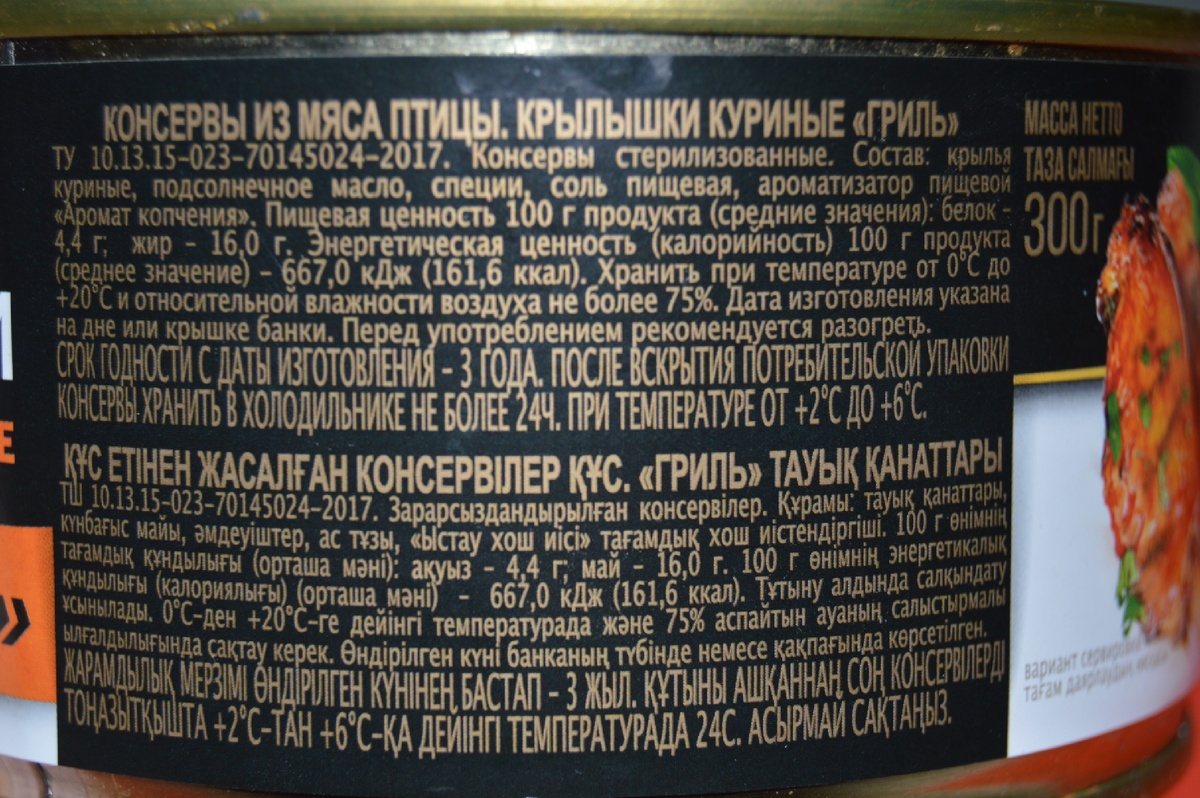 КОНСЕРВЫ ИЗ МЯСА ПТИЦЫ. КРЫЛЫШКИ КУРИНЫЕ «ГРИЛЬ»
ТУ 10.13.15-023-70145024-2017. Консервы стерилизованные. Состав: крылья
куриные, подсолнечное масло, специи, соль пищевая, ароматизатор пищевой
«Аромат копчения». Пищевая ценность 100 г продукта (средние значения): белок -
4,4 г; жир - 16,0 г. Энергетическая ценность (калорийность) 100 г продукта
(среднее значение) - 667,0 кДж (161,6 ккал). Хранить при температуре от 0°С до
+20°С и относительной влажности воздуха не более 75%. Дата изготовления указана
на дне или крышке банки. Перед употреблением рекомендуется разогреть.
СРОК ГОДНОСТИ С ДАТЫ ИЗГОТОВЛЕНИЯ - 3 ГОДА. ПОСЛЕ ВСКРЫТИЯ ПОТРЕБИТЕЛЬСКОЙ УПАКОВКИ
КОНСЕРВЫ ХРАНИТЬ В ХОЛОДИЛЬНИКЕ НЕ БОЛЕЕ 24Ч. ПРИ ТЕМПЕРАТУРЕ ОТ +2°С ДО +6°С.
ҚҰС ЕТІНЕН ЖАСАЛҒАН КОНСЕРВІЛЕР ҚҰС. «ГРИЛЬ» ТАУЫҚ ҚАНАТТАРЫ
ТШ 10.13.15-023-70145024-2017. Зарарсыздандырылған консервілер. Құрамы: тауық қанаттары,
күнбағыс майы, әмдеуіштер, ас тұзы, «Ыстау хош иісі» тағамдық хош иістендіргіші. 100 г өнімнің
тағамдық құндылығы (орташа мәні): ақуыз - 4,4 г; май - 16,0 г. 100 г өнімнің энергетикалық
құндылығы (калориялығы) (орташа мәні) - 667,0 кДж (161,6 ккал). Тұтыну алдында салқындату
ұсынылады. 0°С-ден +20°С-ге дейінгі температурада және 75% аспайтын ауаның салыстырмалы
ылғалдылығында сақтау керек. Өндірілген күні банканың түбінде немесе қақпағында көрсетілген.
ЖАРАМДЫЛЫҚ МЕРЗІМІ ӨНДІРІЛГЕН КҮНІНЕН БАСТАП - 3 ЖЫЛ. ҚҰТЫНЫ АШҚАННАН СОҢ КОНСЕРВІЛЕРДІ
ТОҢАЗЫТҚЫШТА +2°С-ТАН +6°С-ҚА ДЕЙІНГІ ТЕМПЕРАТУРАДА 24С. АСЫРМАЙ САҚТАҢЫЗ.
МАССА НЕТТО
ТАЗА САЛМАҒЫ
300г
вариант сервировки
тағам даярлаудың